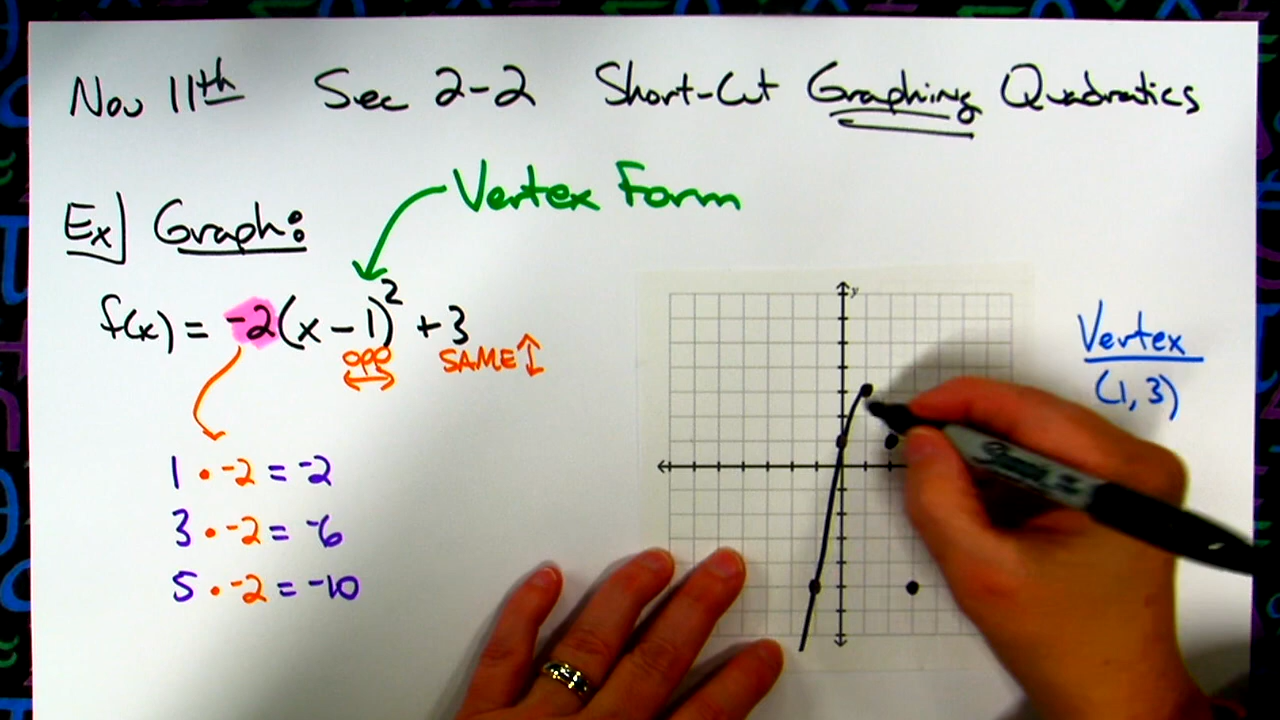 Nov 11th Sec 2-2 Short-Cut Graphing Quadratics
Vertex Form
Ex] Graph:
f(x) = -2(x-1)² +3
OPP SAME
1 • -2 = -2
3 • -2 = -6
5 • -2 = -10
y
Vertex
(1,3)